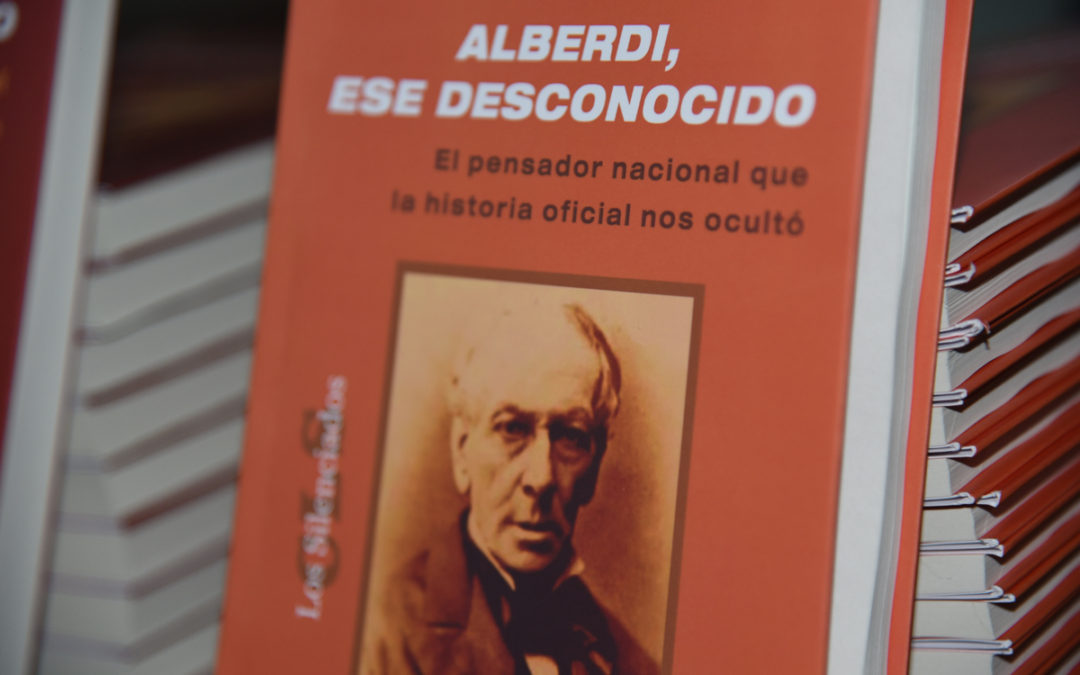 ALBERDI,
ESE DESCONOCIDO
El pensador nacional que
la historia oficial nos ocultó
Los Silenciados